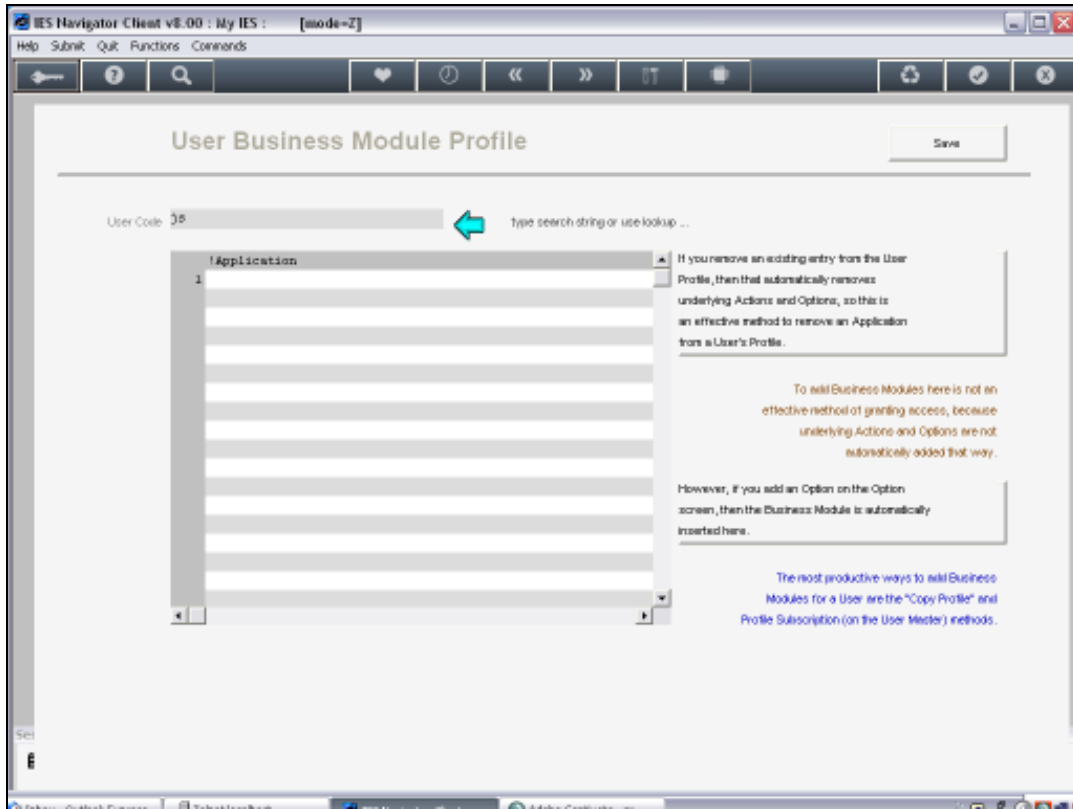 IES Navigator Client v8.00 : My IES : [mode=Z]
Help Submit Quit Functions Commands
User Business Module Profile
Save
User Code
type search string or use lookup ...
!Application
1
If you remove an existing entry from the User
Profile, then that automatically removes
underlying Actions and Options, so this is
an effective method to remove an Application
from a User's Profile.
To add Business Modules here is not an
effective method of granting access, because
underlying Actions and Options are not
automatically added that way.
However, if you add an Option on the Option
screen, then the Business Module is automatically
inserted here.
The most productive ways to add Business
Modules for a User are the "Copy Profile" and
Profile Subscription (on the User Master) methods.